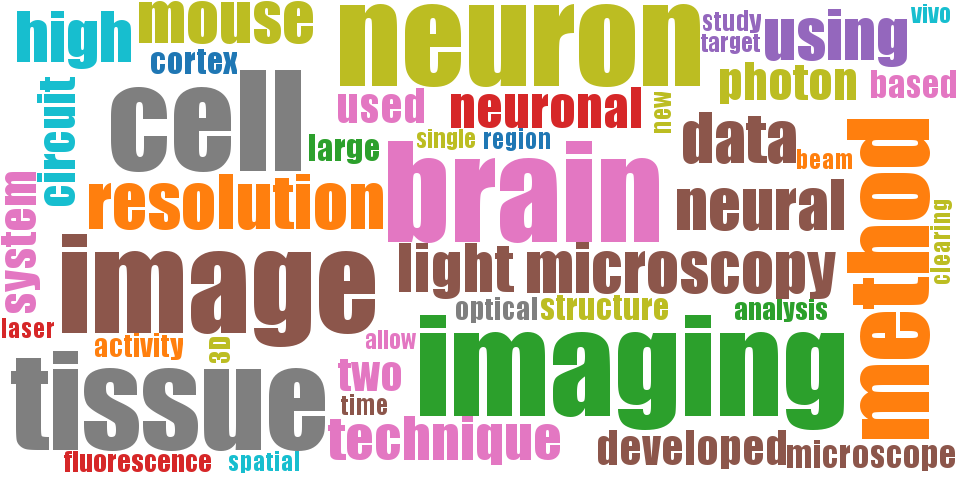 high
mouse
neuron
study
using
vivo
target
cortex
photon
based
cell
circuit
used
neuronal
new
large
single
region
data
beam
method
brain
resolution
neural
system
clearing
image
light microscopy
optical
structure
analysis
laser
activity
3D
allow
imaging
tissue
two
time
technique
developed
microscope
fluorescence
spatial